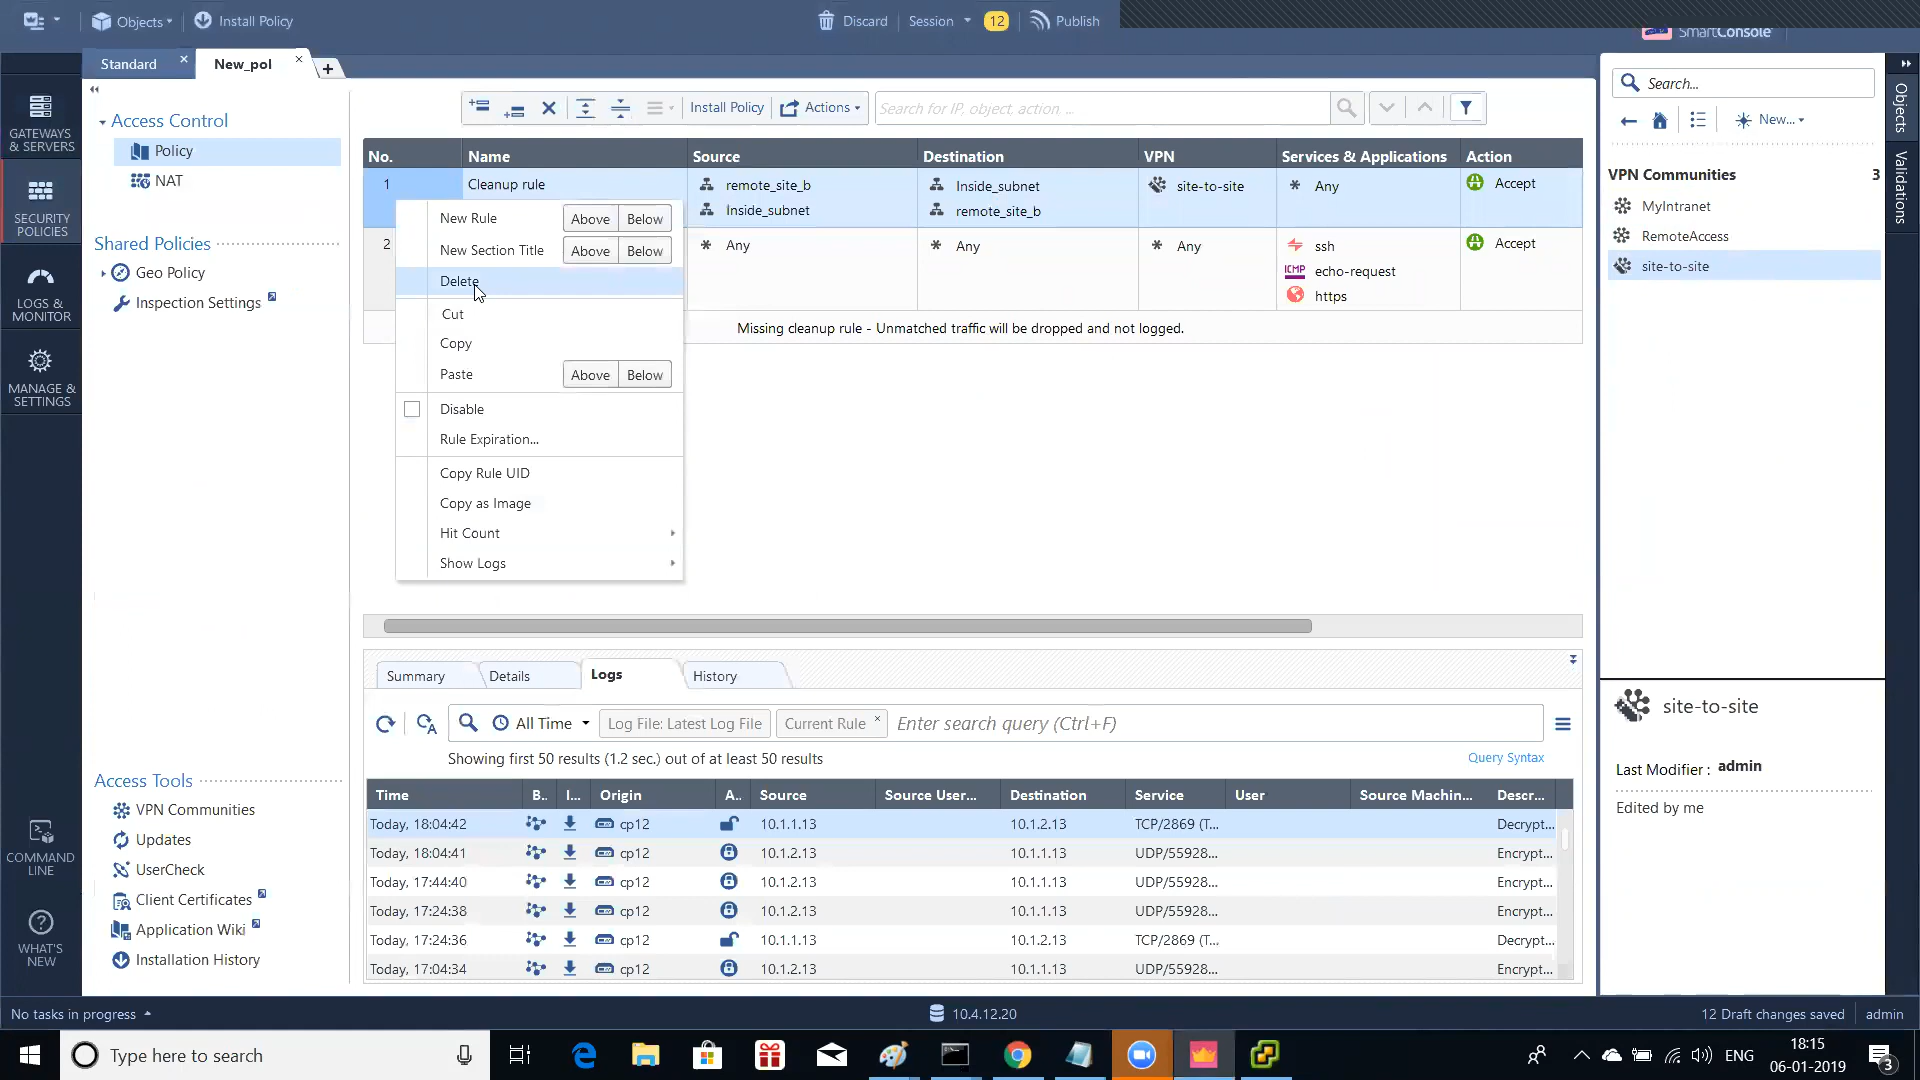 Objects
Install Policy
Discard
Session
12
Publish
SmartConsole
Standard
New_pol
GATEWAYS
& SERVERS
SECURITY
POLICIES
LOGS &
MONITOR
MANAGE &
SETTINGS
COMMAND
LINE
WHAT'S
NEW
Access Control
Policy
NAT
Shared Policies
Geo Policy
Inspection Settings
Access Tools
VPN Communities
Updates
UserCheck
Client Certificates
Application Wiki
Installation History
Install Policy
Actions
Search for IP, object, action ...
No. Name Source Destination VPN Services & Applications Action
1 Cleanup rule remote_site_b Inside_subnet site-to-site * Any Accept
Inside_subnet remote_site_b
2 * Any * Any * Any ssh Accept
ICMP echo-request
https
Missing cleanup rule - Unmatched traffic will be dropped and not logged.
New Rule Above Below
New Section Title Above Below
Delete
Cut
Copy
Paste Above Below
Disable
Rule Expiration...
Copy Rule UID
Copy as Image
Hit Count
Show Logs
Summary
Details
Logs
History
All Time
Log File: Latest Log File
Current Rule
Enter search query (Ctrl+F)
Showing first 50 results (1.2 sec.) out of at least 50 results
Query Syntax
Time B.. I... Origin A.. Source Source User... Destination Service User Source Machin... Descr...
Today, 18:04:42 cp12 10.1.1.13 10.1.2.13 TCP/2869 (T... Decrypt...
Today, 18:04:41 cp12 10.1.2.13 10.1.1.13 UDP/55928... Encrypt...
Today, 17:44:40 cp12 10.1.2.13 10.1.1.13 UDP/55928... Encrypt...
Today, 17:24:38 cp12 10.1.2.13 10.1.1.13 UDP/55928... Encrypt...
Today, 17:24:36 cp12 10.1.1.13 10.1.2.13 TCP/2869 (T... Decrypt...
Today, 17:04:34 cp12 10.1.2.13 10.1.1.13 UDP/55928... Encrypt...
Search...
New...
VPN Communities 3
MyIntranet
RemoteAccess
site-to-site
site-to-site
Last Modifier : admin
Edited by me
Objects
Validations
No tasks in progress
10.4.12.20
12 Draft changes saved
admin
Type here to search
ENG
18:15
06-01-2019
3